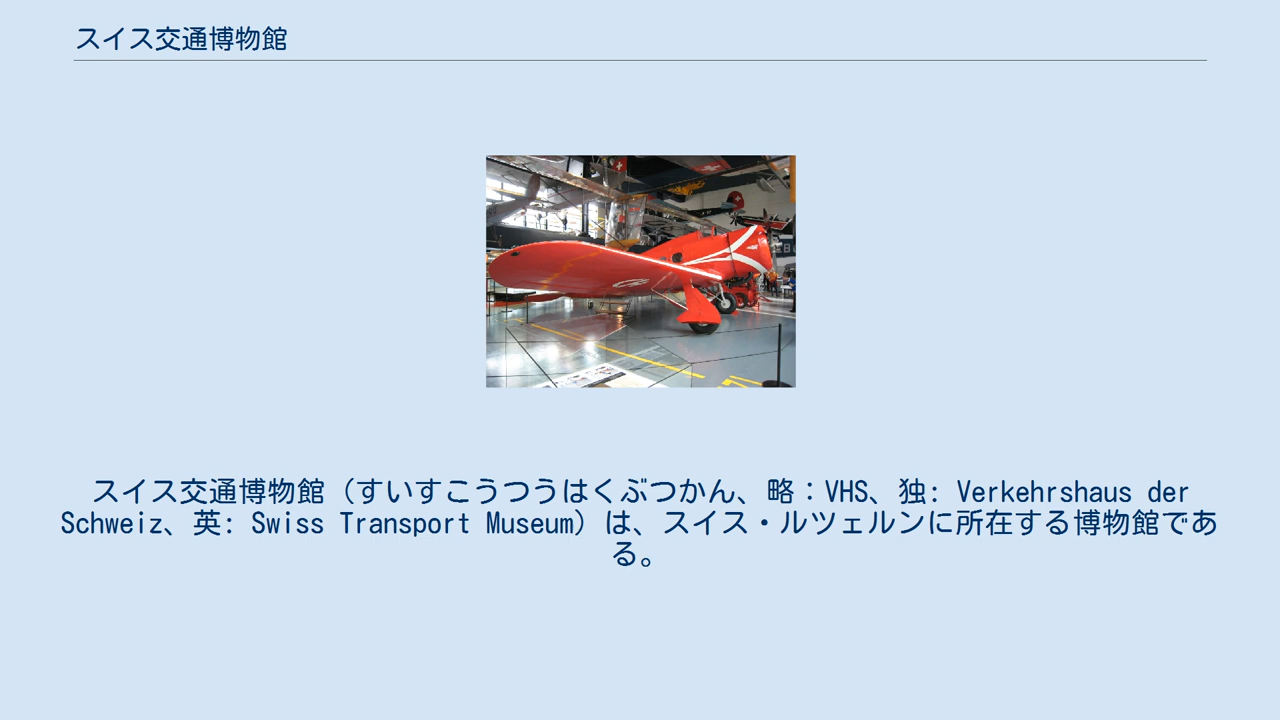 スイス交通博物館
スイス交通博物館（すいすこうつうはくぶつかん、略：VHS、独: Verkehrshaus der
Schweiz、英: Swiss Transport Museum）は、スイス・ルツェルンに所在する博物館であ
る。